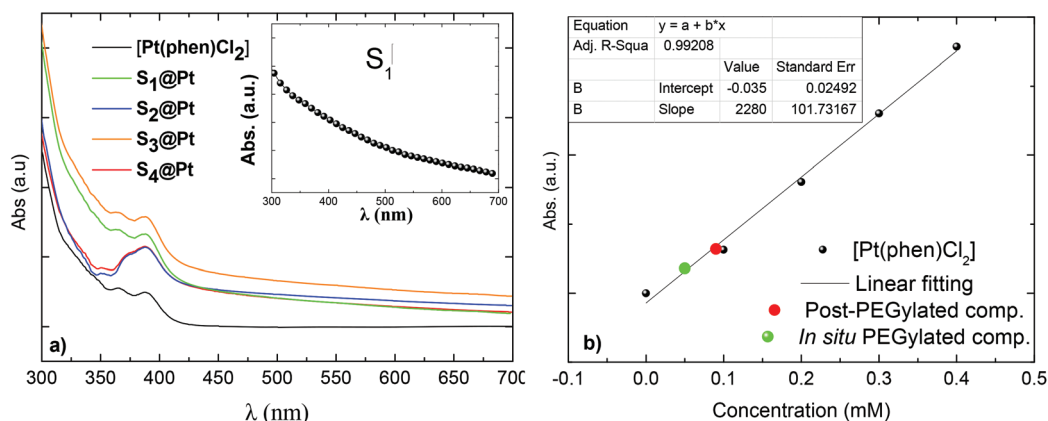 [Pt(phen)Cl2]
S1@Pt
S2@Pt
S3@Pt
S4@Pt
Abs (a.u)
a)
300 350 400 450 500 550 600 650 700
λ (nm)
S1
Abs. (a.u.)
300 400 500 600 700
λ (nm)
Equation y = a + b*x
Adj. R-Squa 0.99208
Value Standard Err
B Intercept -0.035 0.02492
B Slope 2280 101.73167
Abs. (a.u.)
[Pt(phen)Cl2]
Linear fitting
Post-PEGylated comp.
In situ PEGylated comp.
b)
-0.1 0.0 0.1 0.2 0.3 0.4 0.5
Concentration (mM)